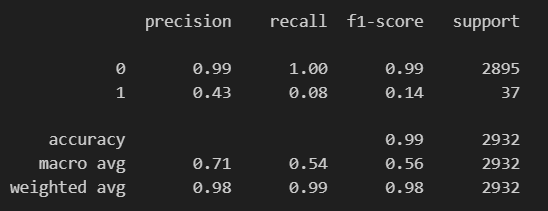 precision recall f1-score support
0 0.99 1.00 0.99 2895
1 0.43 0.08 0.14 37
accuracy 0.99 2932
macro avg 0.71 0.54 0.56 2932
weighted avg 0.98 0.99 0.98 2932